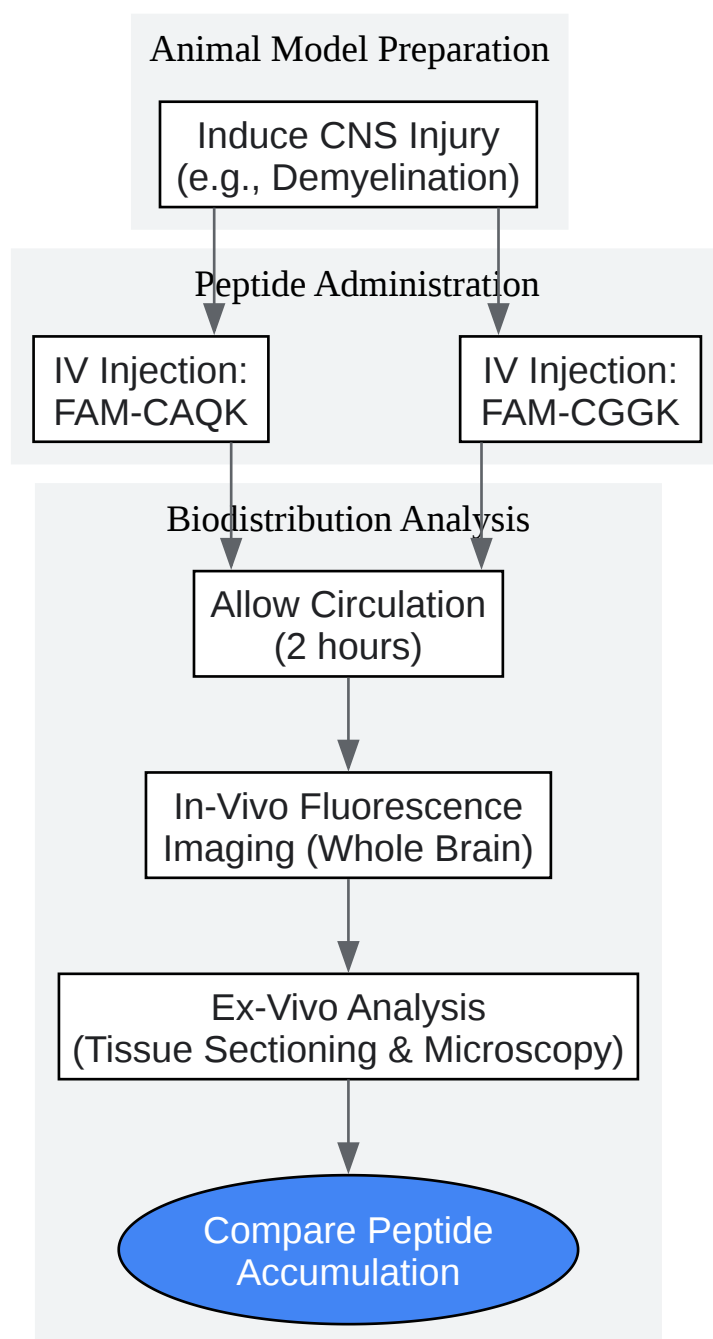 Animal Model Preparation
Induce CNS Injury
(e.g., Demyelination)
Peptide Administration
IV Injection:
FAM-CAQK
IV Injection:
FAM-CGGK
Biodistribution Analysis
Allow Circulation
(2 hours)
In-Vivo Fluorescence
Imaging (Whole Brain)
Ex-Vivo Analysis
(Tissue Sectioning & Microscopy)
Compare Peptide
Accumulation